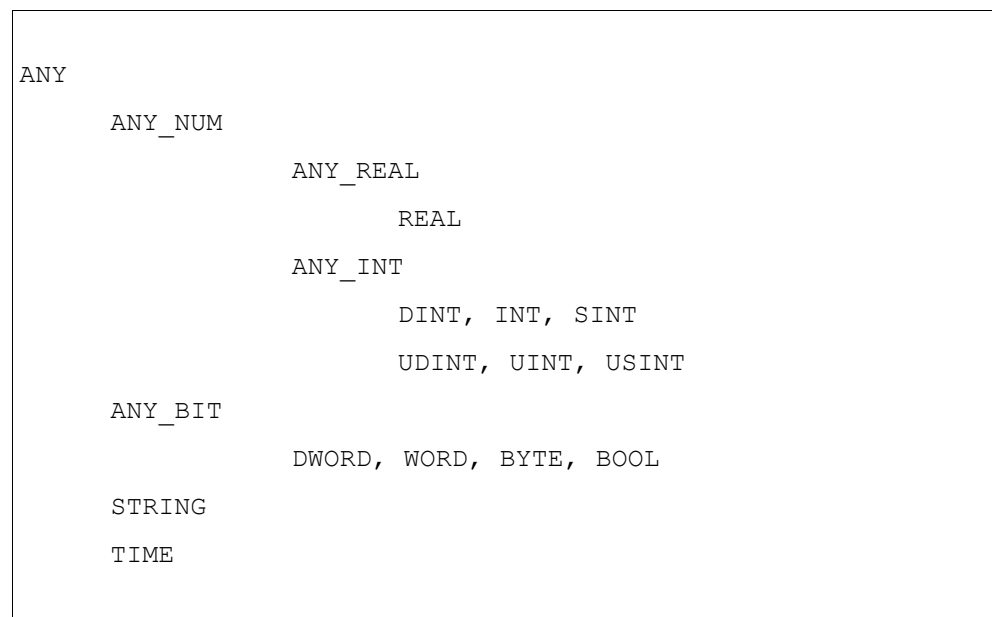 ANY
ANY_NUM
ANY_REAL
REAL
ANY_INT
DINT, INT, SINT
UDINT, UINT, USINT
ANY_BIT
DWORD, WORD, BYTE, BOOL
STRING
TIME